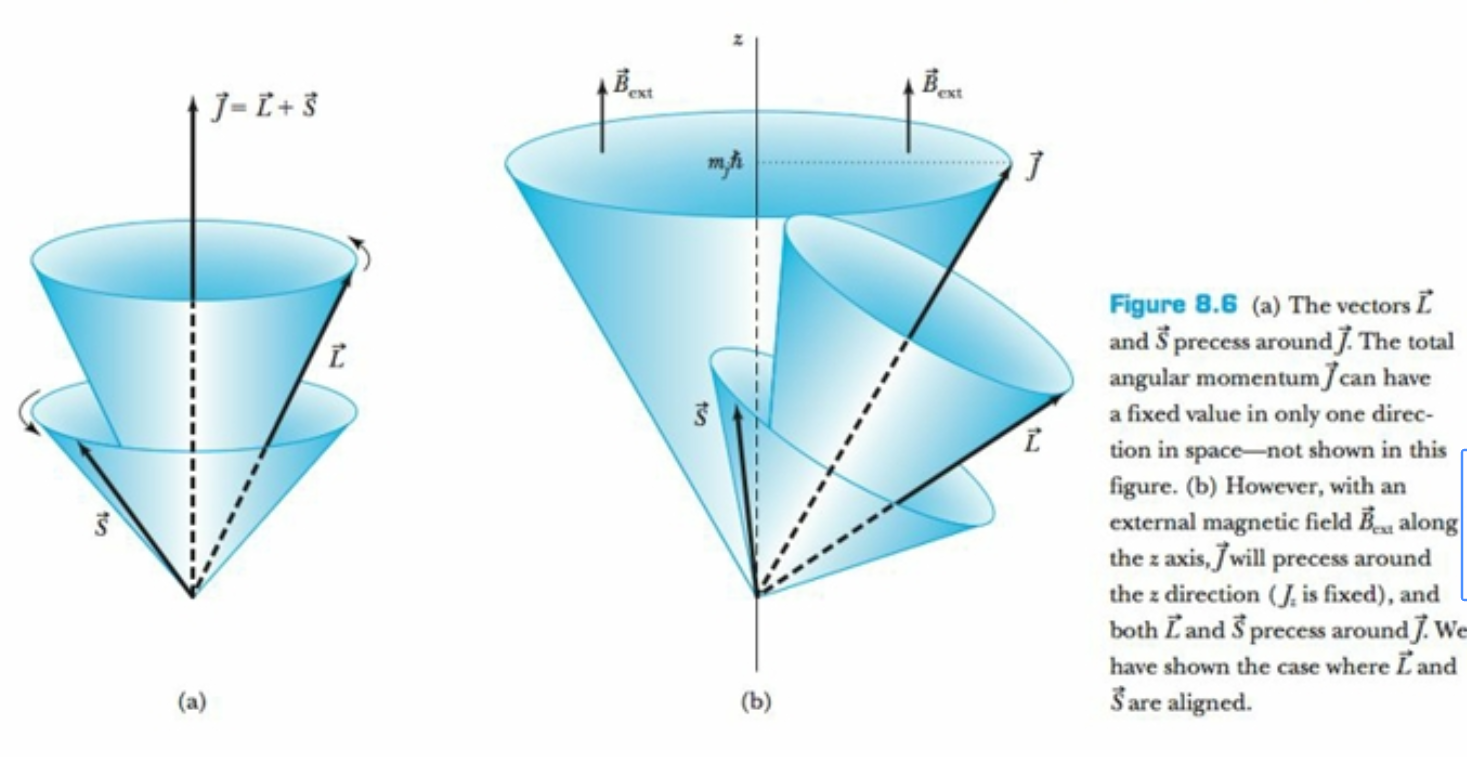 J⃗ = L⃗ + S⃗
L⃗
S⃗
(a)
z
B⃗ext
B⃗ext
mⱼħ
J⃗
S⃗
L⃗
(b)
Figure 8.6 (a) The vectors L⃗
and S⃗ precess around J⃗. The total
angular momentum J⃗ can have
a fixed value in only one direc-
tion in space—not shown in this
figure. (b) However, with an
external magnetic field B⃗ext along
the z axis, J⃗ will precess around
the z direction (Jz is fixed), and
both L⃗ and S⃗ precess around J⃗. We
have shown the case where L⃗ and
S⃗ are aligned.